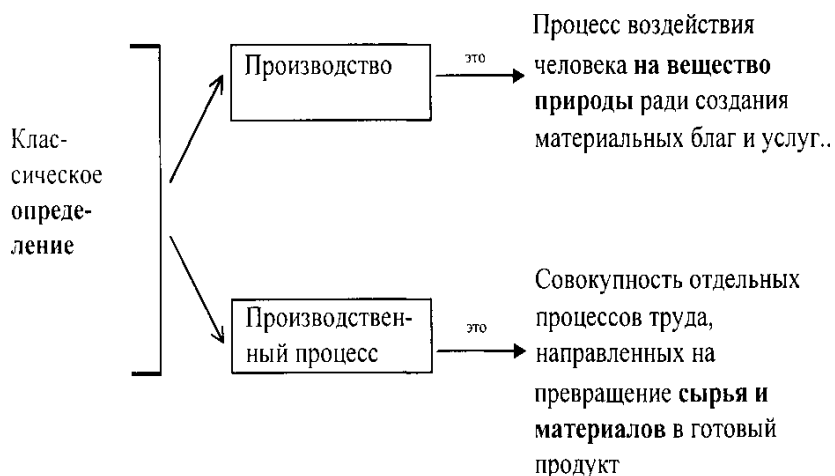 Клас-
сическое
опреде-
ление
Производство
это
Процесс воздействия
человека на вещество
природы ради создания
материальных благ и услуг..
Производствен-
ный процесс
это
Совокупность отдельных
процессов труда,
направленных на
превращение сырья и
материалов в готовый
продукт